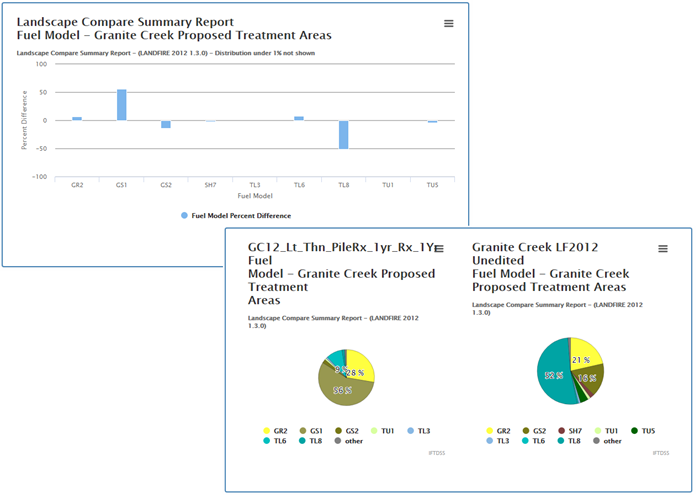 Landscape Compare Summary Report
Fuel Model - Granite Creek Proposed Treatment Areas
Landscape Compare Summary Report - (LANDFIRE 2012 1.3.0) - Distribution under 1% not shown
100
50
0
-50
-100
Percent Difference
GR2 GS1 GS2 SH7 TL3 TL6 TL8 TU1 TU5
Fuel Model
Fuel Model Percent Difference
GC12_Lt_Thn_PileRx_1yr_Rx_1Yr
Fuel
Model - Granite Creek Proposed
Treatment
Areas
Landscape Compare Summary Report - (LANDFIRE 2012
1.3.0)
28 %
56 %
GR2 GS1 GS2 TU1 TL3
TL6 TL8 other
IFTDSS
Granite Creek LF2012
Unedited
Fuel Model - Granite Creek
Proposed Treatment Areas
Landscape Compare Summary Report - (LANDFIRE 2012
1.3.0)
21 %
52 %
16 %
GR2 GS2 SH7 TU1 TU5
TL3 TL6 TL8 other
IFTDSS